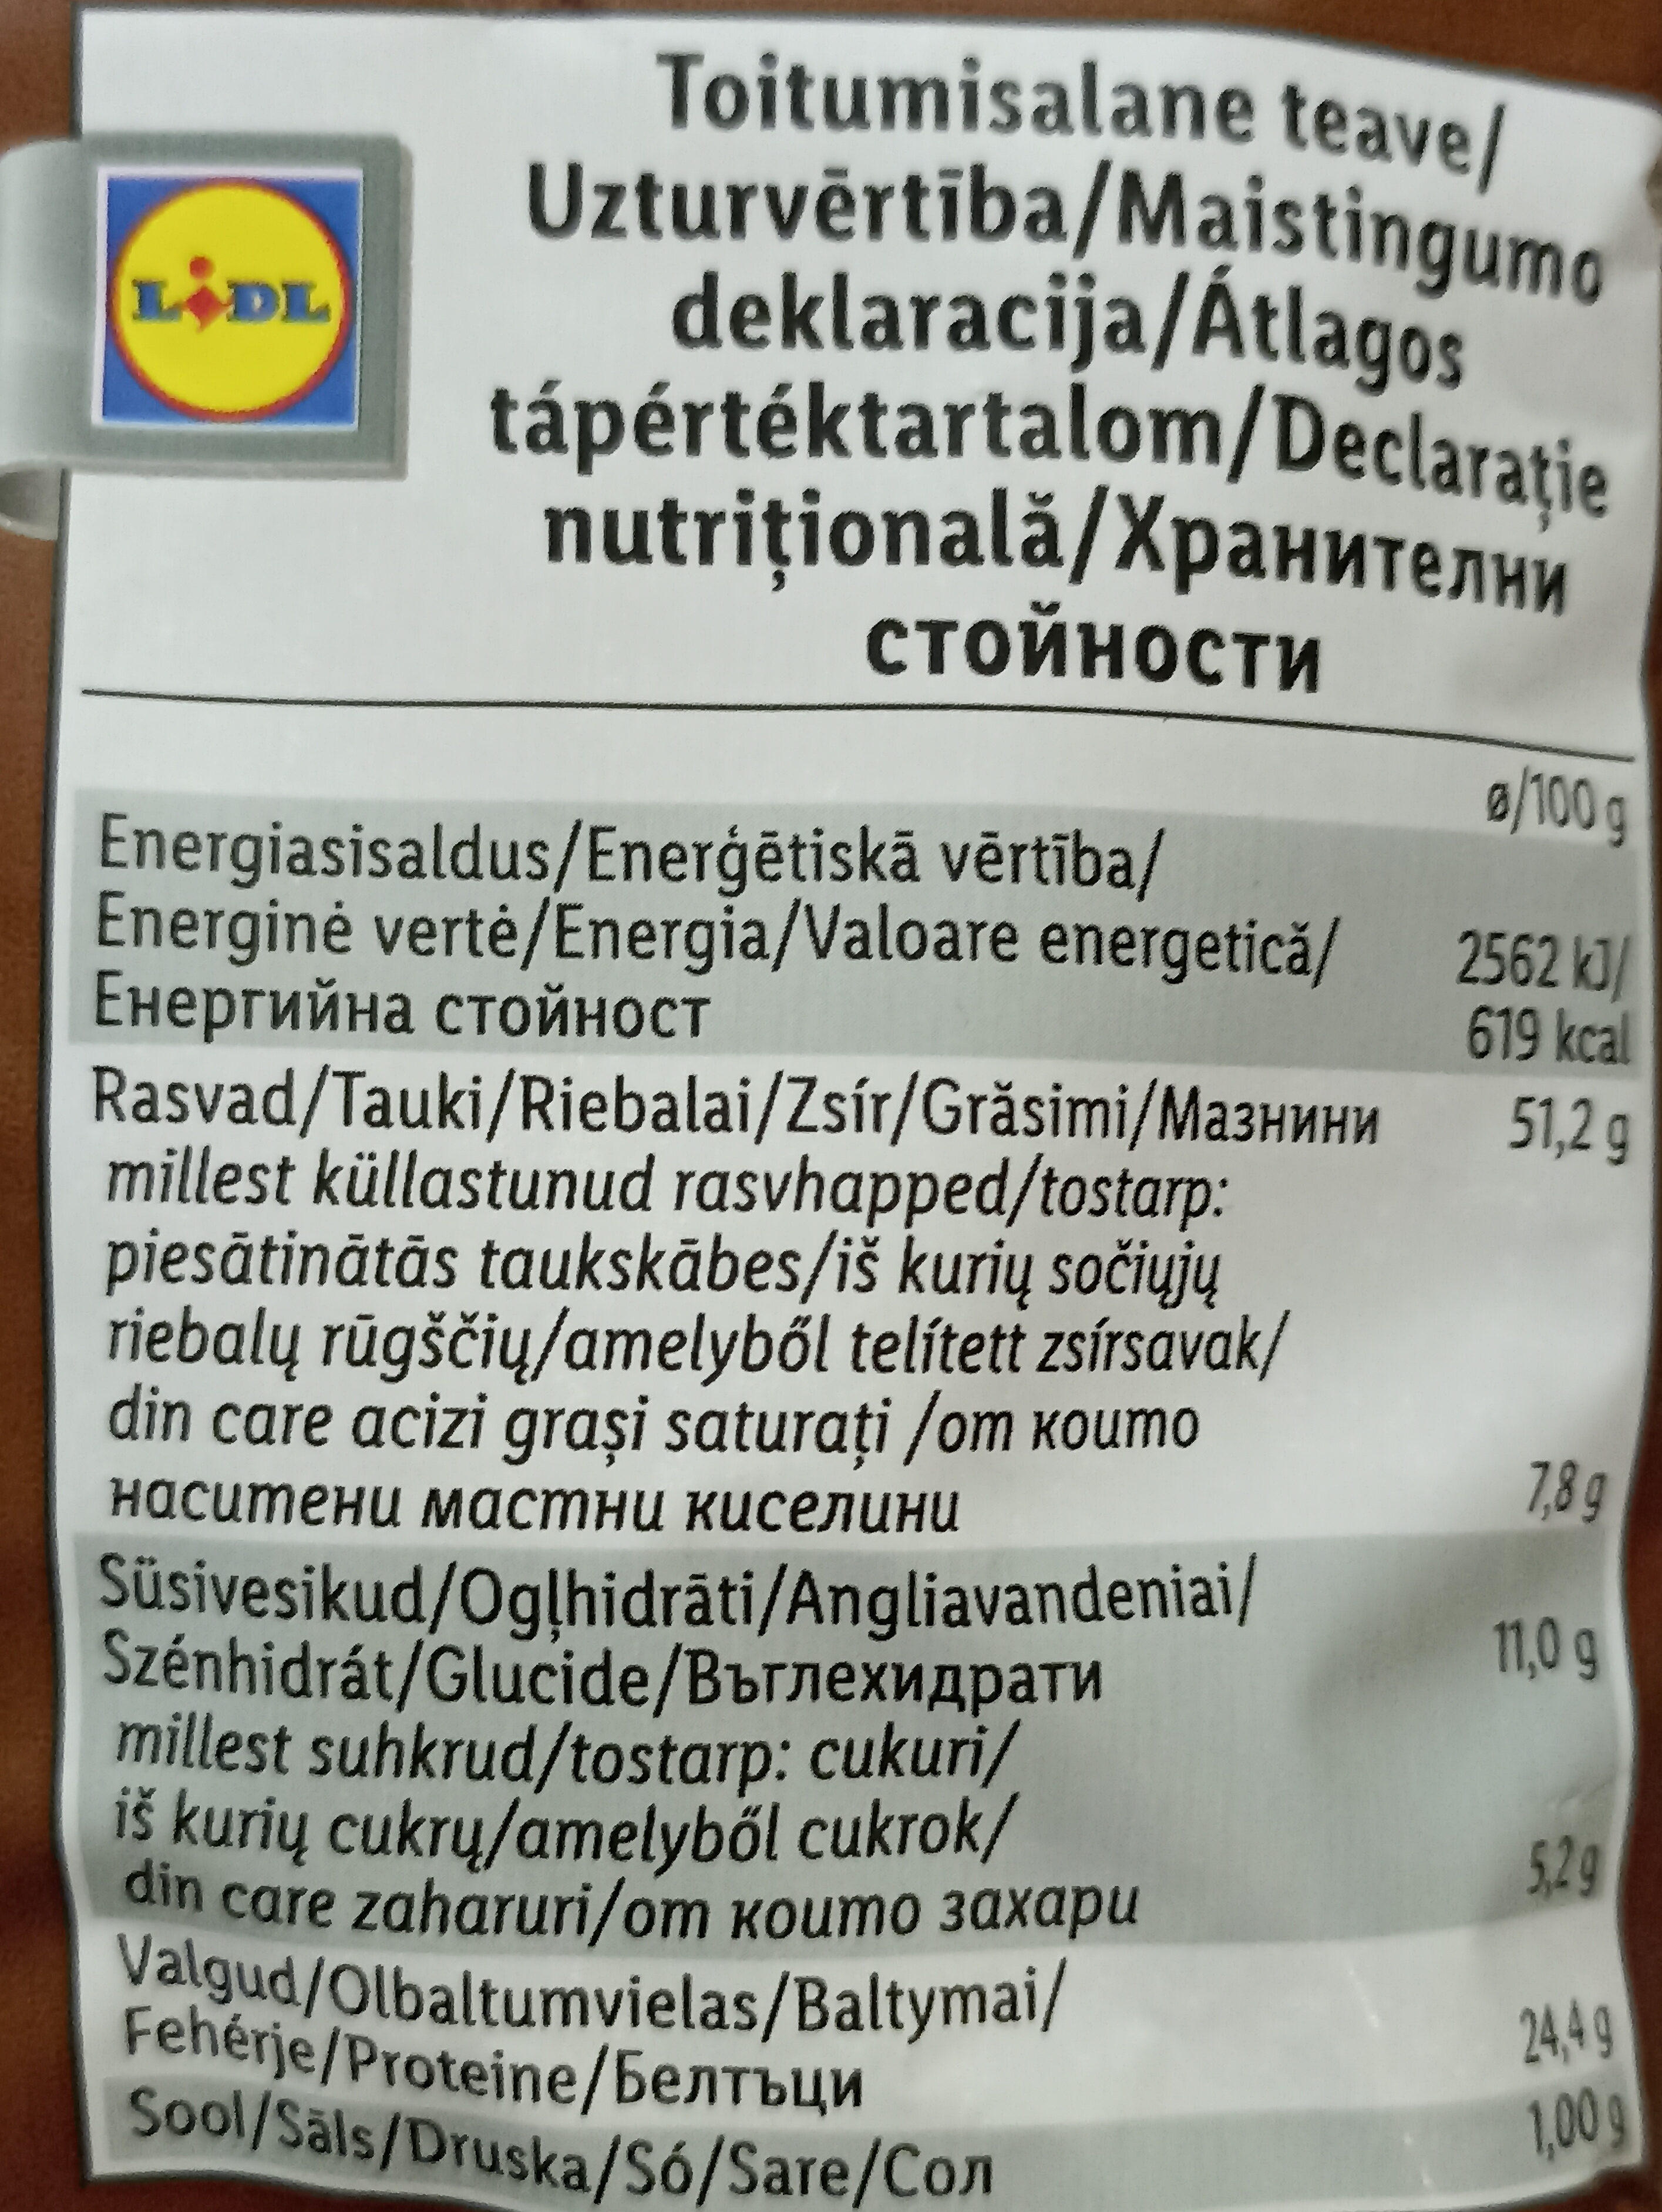 LiDL
Toitumisalane teave/
Uzturvērtība/Maistingumo
deklaracija/Átlagos
tápértéktartalom/Declarație
nutrițională/Хранителни
стойности
ø/100 g
Energiasisaldus/Enerģētiskā vērtība/
Energinė vertė/Energia/Valoare energetică/ 2562 kJ/
Енергийна стойност 619 kcal
Rasvad/Tauki/Riebalai/Zsír/Grăsimi/Мазнини 51,2 g
millest küllastunud rasvhapped/tostarp:
piesātinātās taukskābes/iš kurių sočiųjų
riebalų rūgščių/amelyből telített zsírsavak/
din care acizi grași saturați /от които
наситени мастни киселини 7,8 g
Süsivesikud/Ogļhidrāti/Angliavandeniai/
Szénhidrát/Glucide/Въглехидрати 11,0 g
millest suhkrud/tostarp: cukuri/
iš kurių cukrų/amelyből cukrok/
din care zaharuri/от които захари 5,2 g
Valgud/Olbaltumvielas/Baltymai/
Fehérje/Proteine/Белтъци 24,4 g
Sool/Sāls/Druska/Só/Sare/Сол 1,00 g